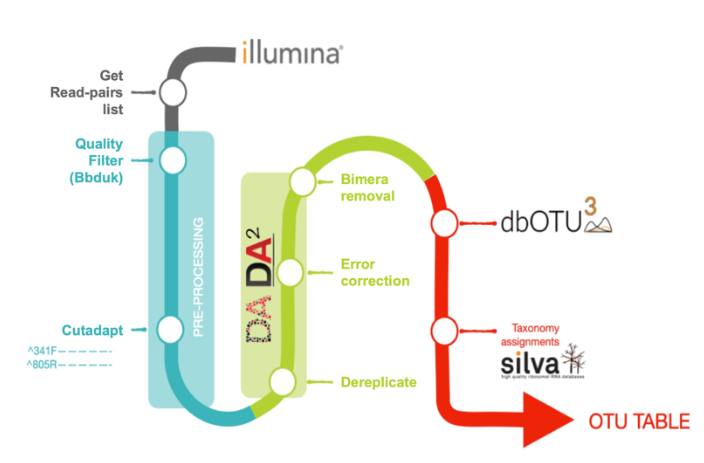 illumina®
Get
Read-pairs
list
Quality
Filter
(Bbduk)
PRE-PROCESSING
Cutadapt
^341F
^805R
DADA2
Bimera
removal
Error
correction
Dereplicate
dbOTU3
Taxonomy
assignments
silva
high quality ribosomal RNA databases
OTU TABLE